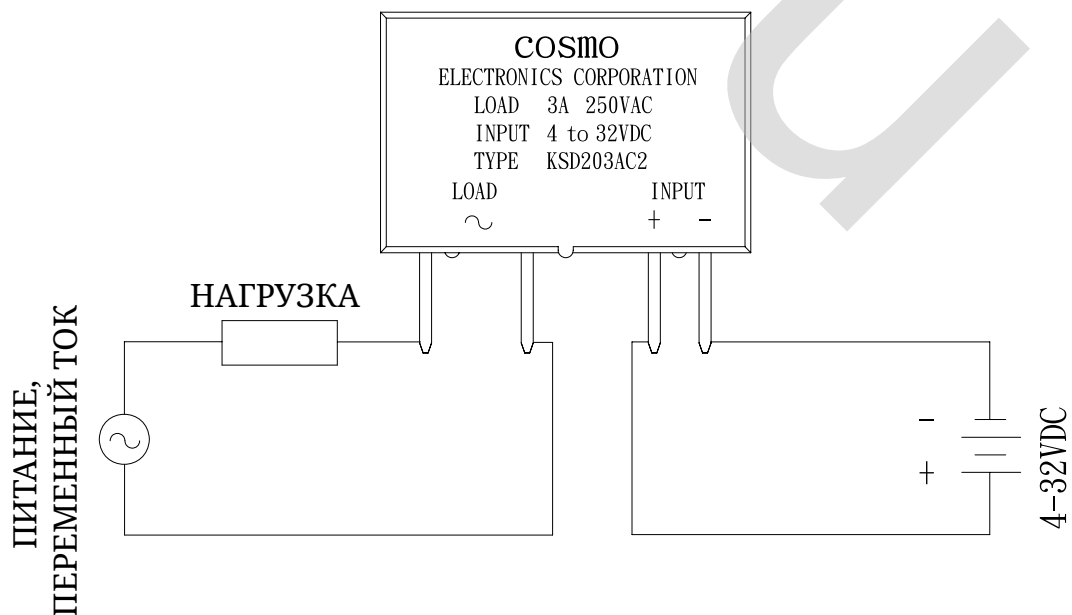 COSMO
ELECTRONICS CORPORATION
LOAD 3A 250VAC
INPUT 4 to 32VDC
TYPE KSD203AC2
LOAD INPUT
~ + -
НАГРУЗКА
ПИТАНИЕ,
ПЕРЕМЕННЫЙ ТОК
~
-
+
4-32VDC